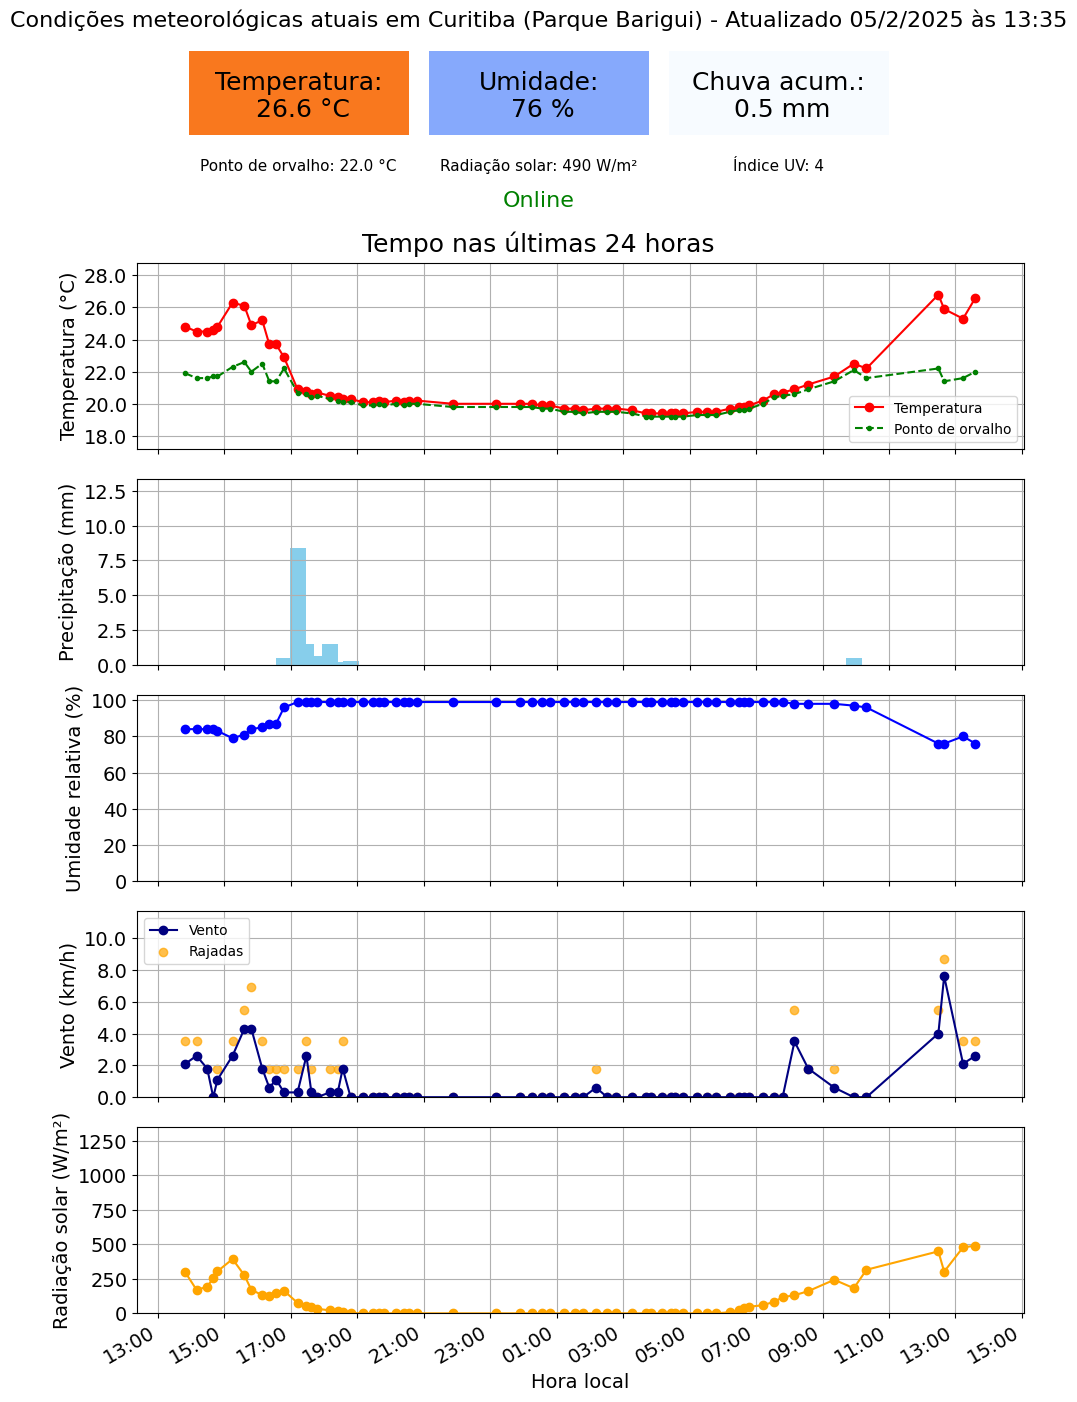 Condições meteorológicas atuais em Curitiba (Parque Barigui) - Atualizado 05/2/2025 às 13:35
Temperatura:
26.6 °C
Umidade:
76 %
Chuva acum.:
0.5 mm
Ponto de orvalho: 22.0 °C
Radiação solar: 490 W/m²
Índice UV: 4
Online
Tempo nas últimas 24 horas
Temperatura (°C)
28.0
26.0
24.0
22.0
20.0
18.0
Temperatura
Ponto de orvalho
Precipitação (mm)
12.5
10.0
7.5
5.0
2.5
0.0
Umidade relativa (%)
100
80
60
40
20
0
Vento (km/h)
10.0
8.0
6.0
4.0
2.0
0.0
Vento
Rajadas
Radiação solar (W/m²)
1250
1000
750
500
250
0
13:00
15:00
17:00
19:00
21:00
23:00
01:00
03:00
05:00
07:00
09:00
11:00
13:00
15:00
Hora local